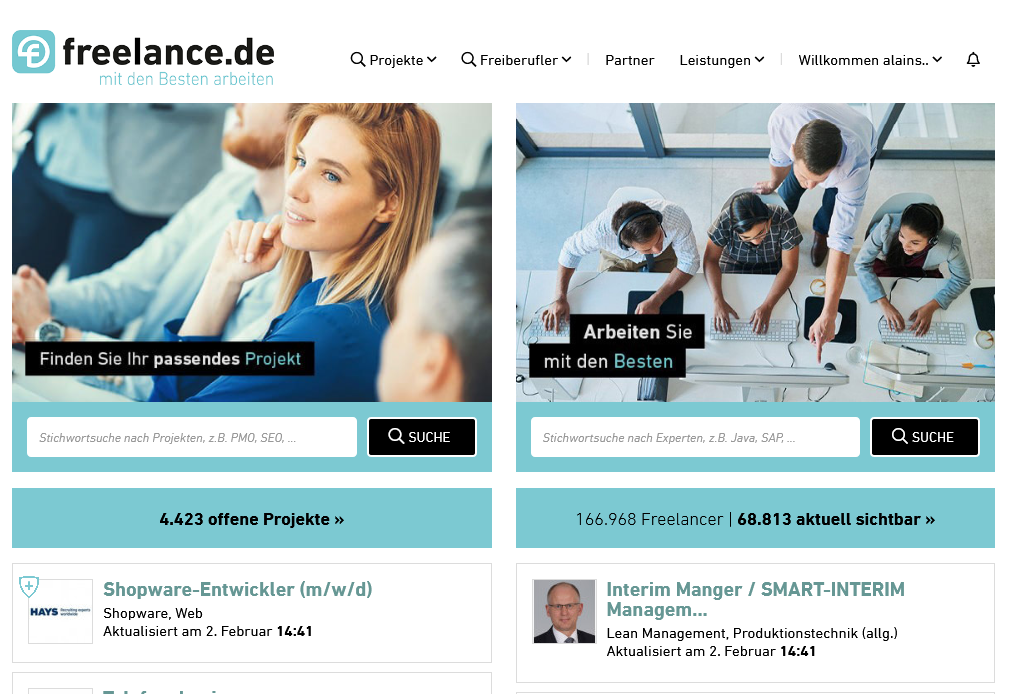 freelance.de
mit den Besten arbeiten
Projekte
Freiberufler
Partner
Leistungen
Willkommen alains..
Finden Sie Ihr passendes Projekt
Stichwortsuche nach Projekten, z.B. PMO, SEO, ...
SUCHE
4.423 offene Projekte »
HAYS Recruiting experts worldwide
Shopware-Entwickler (m/w/d)
Shopware, Web
Aktualisiert am 2. Februar 14:41
Arbeiten Sie
mit den Besten
Stichwortsuche nach Experten, z.B. Java, SAP, ...
SUCHE
166.968 Freelancer | 68.813 aktuell sichtbar »
Interim Manger / SMART-INTERIM
Managem...
Lean Management, Produktionstechnik (allg.)
Aktualisiert am 2. Februar 14:41